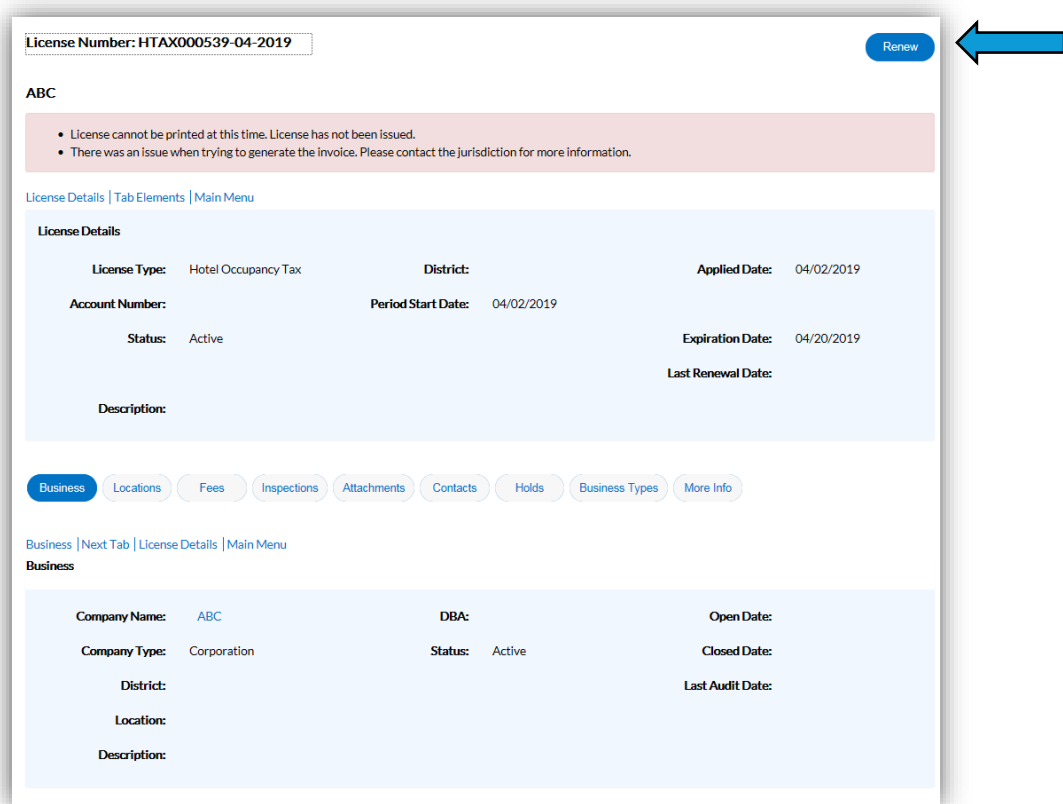 License Number: HTAX000539-04-2019 Renew
ABC
• License cannot be printed at this time. License has not been issued.
• There was an issue when trying to generate the invoice. Please contact the jurisdiction for more information.
License Details | Tab Elements | Main Menu
License Details
License Type: Hotel Occupancy Tax District: Applied Date: 04/02/2019
Account Number: Period Start Date: 04/02/2019
Status: Active Expiration Date: 04/20/2019
Last Renewal Date:
Description:
Business Locations Fees Inspections Attachments Contacts Holds Business Types More Info
Business | Next Tab | License Details | Main Menu
Business
Company Name: ABC DBA: Open Date:
Company Type: Corporation Status: Active Closed Date:
District: Last Audit Date:
Location:
Description: